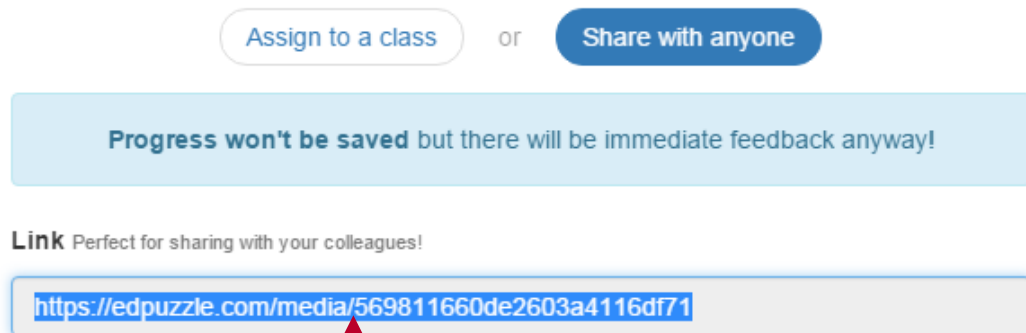 Assign to a class or Share with anyone
Progress won't be saved but there will be immediate feedback anyway!
Link Perfect for sharing with your colleagues!
https://edpuzzle.com/media/569811660de2603a4116df71